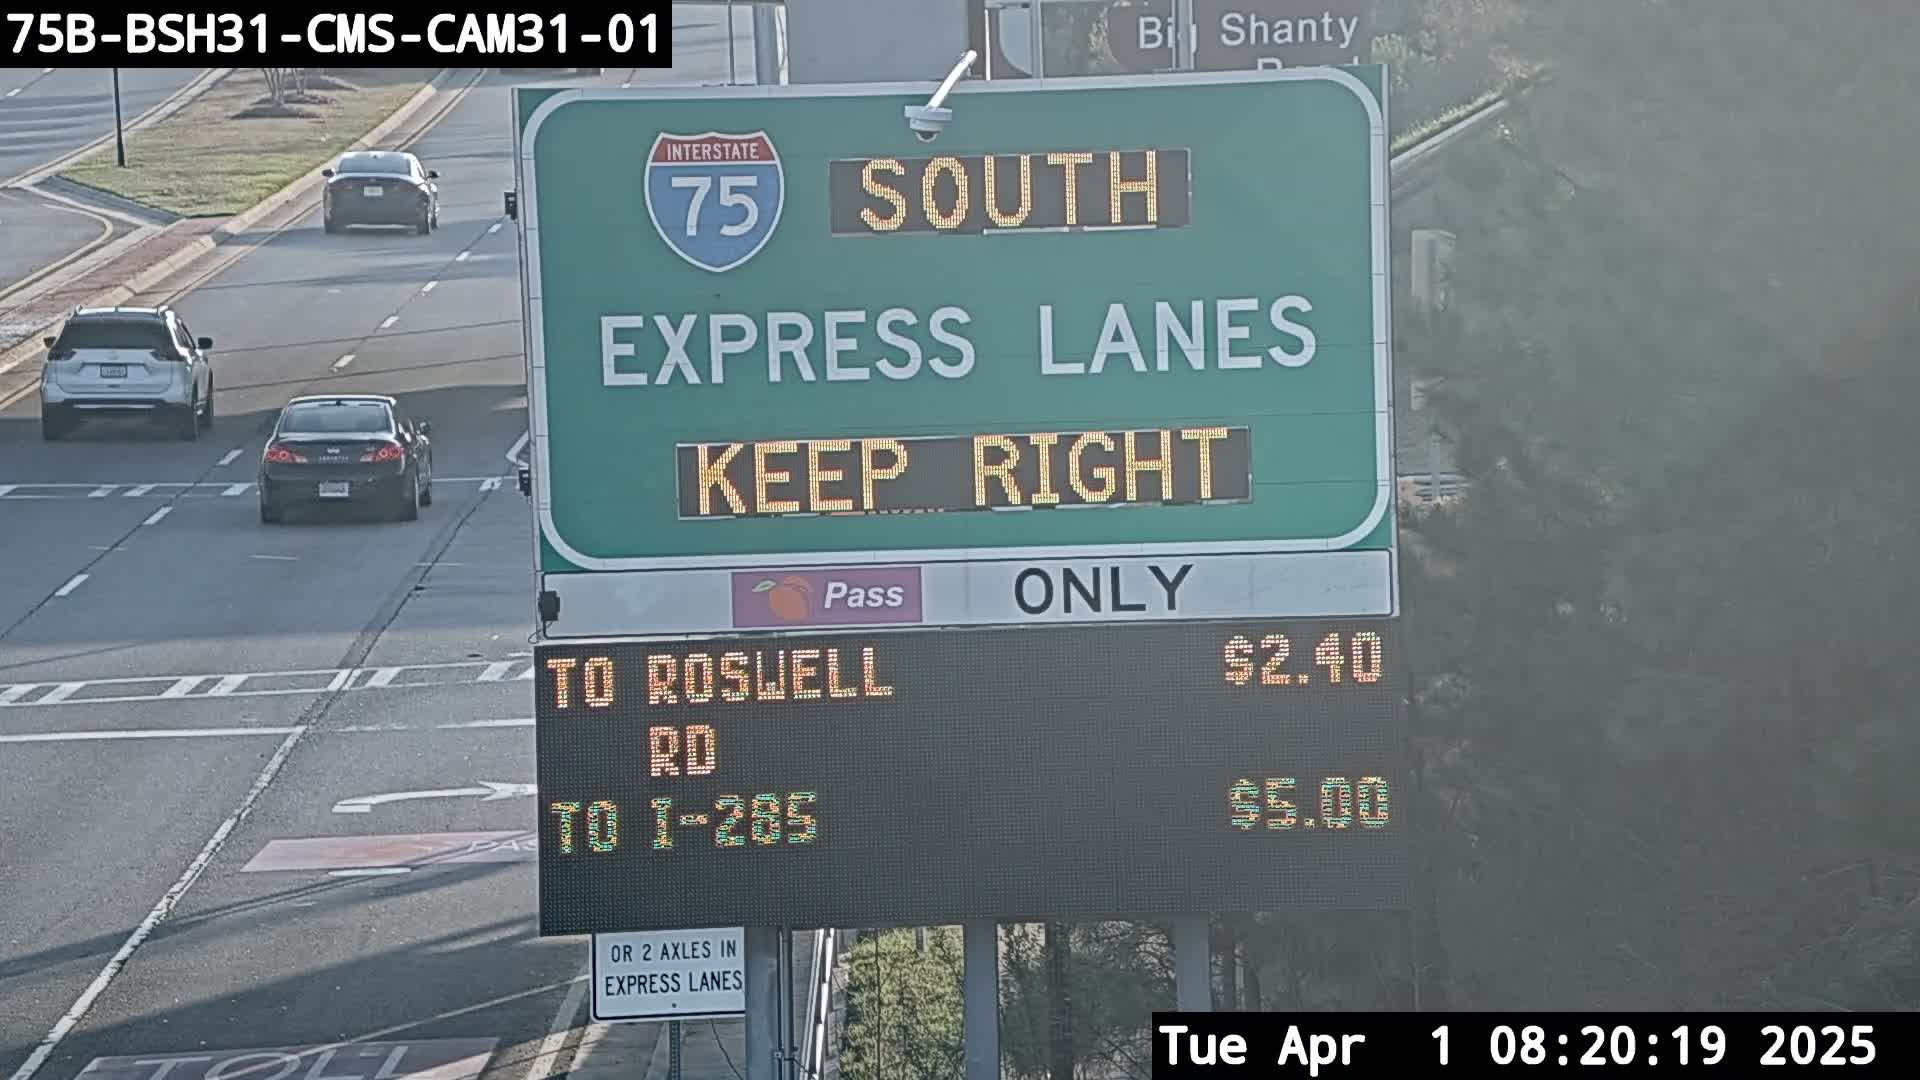 75B-BSH31-CMS-CAM31-01
Big Shanty
Road
INTERSTATE
75
SOUTH
EXPRESS LANES
KEEP RIGHT
Pass ONLY
TO ROSWELL $2.40
RD
TO I-285 $5.00
OR 2 AXLES IN
EXPRESS LANES
TOLL
Tue Apr 1 08:20:19 2025